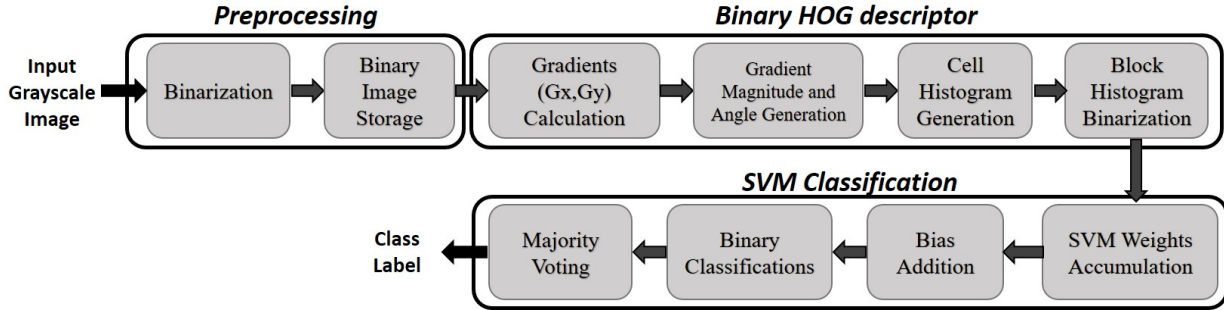 Preprocessing
Binary HOG descriptor
Input
Grayscale
Image
Binarization
Binary
Image
Storage
Gradients
(Gx,Gy)
Calculation
Gradient
Magnitude and
Angle Generation
Cell
Histogram
Generation
Block
Histogram
Binarization
SVM Classification
Class
Label
Majority
Voting
Binary
Classifications
Bias
Addition
SVM Weights
Accumulation